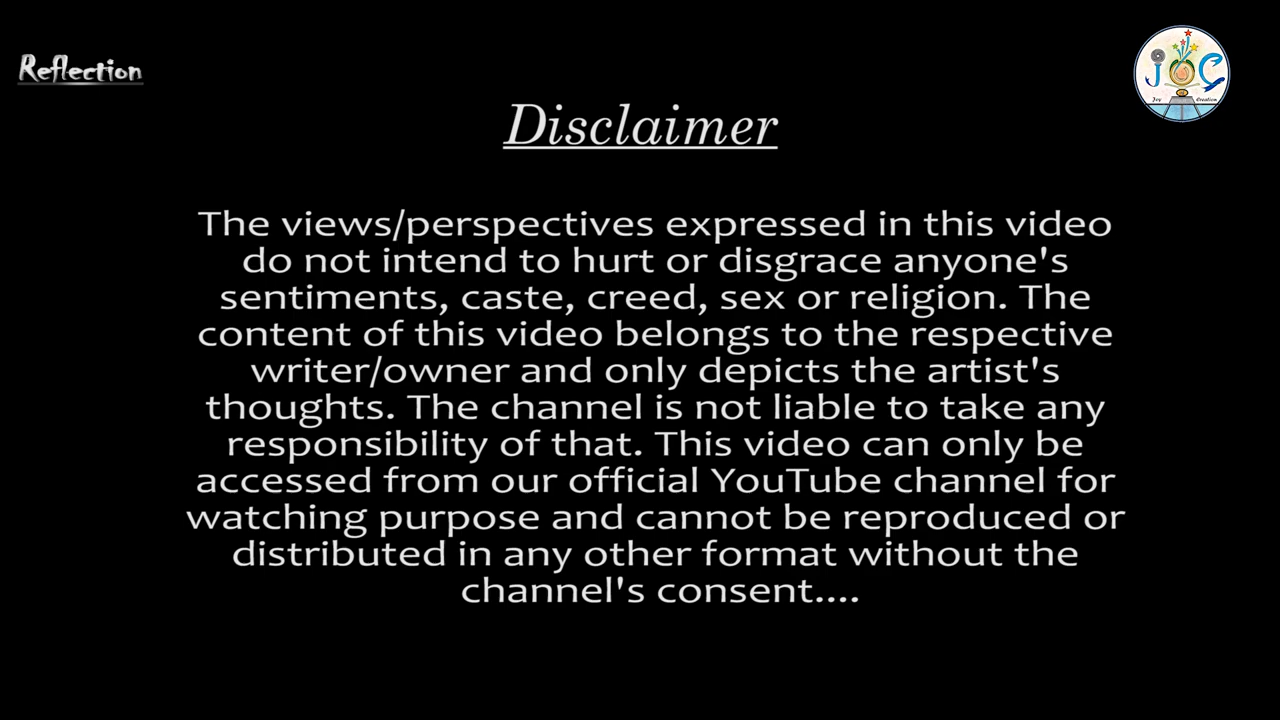 Reflection
JOC
Joy Creation
Disclaimer
The views/perspectives expressed in this video
do not intend to hurt or disgrace anyone's
sentiments, caste, creed, sex or religion. The
content of this video belongs to the respective
writer/owner and only depicts the artist's
thoughts. The channel is not liable to take any
responsibility of that. This video can only be
accessed from our official YouTube channel for
watching purpose and cannot be reproduced or
distributed in any other format without the
channel's consent....